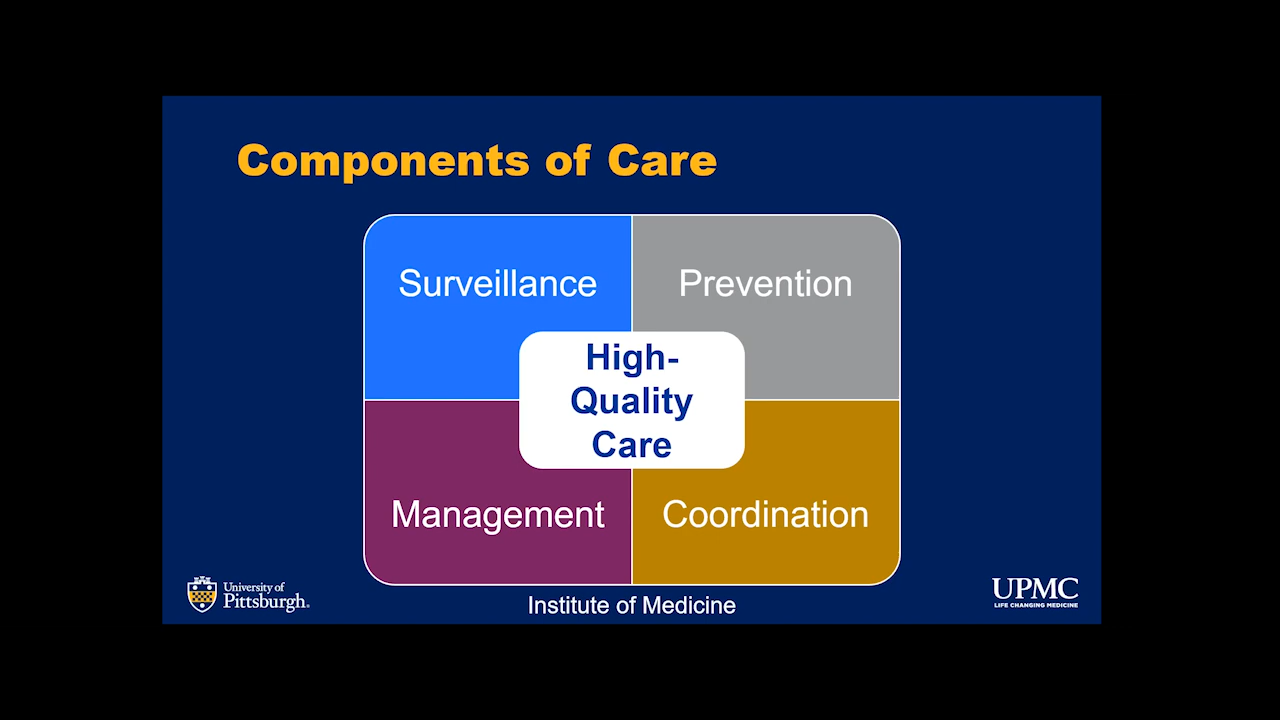 Components of Care
Surveillance
Prevention
High-
Quality
Care
Management
Coordination
University of
Pittsburgh.
Institute of Medicine
UPMC
LIFE CHANGING MEDICINE